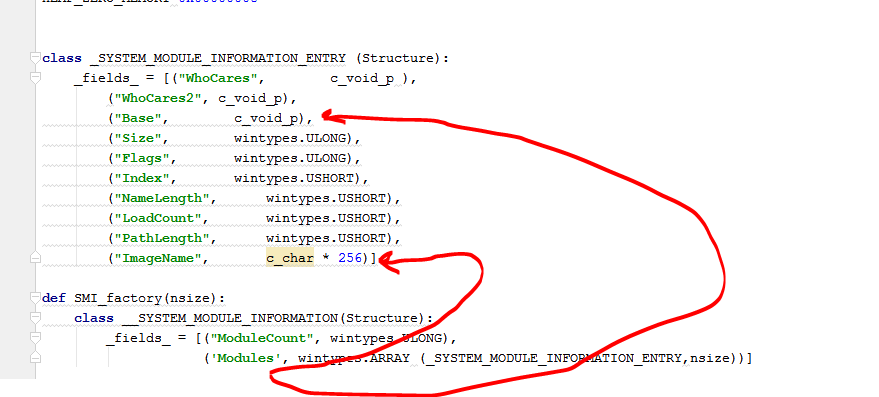 class _SYSTEM_MODULE_INFORMATION_ENTRY (Structure):
_fields_ = [("WhoCares", c_void_p ),
("WhoCares2", c_void_p),
("Base", c_void_p),
("Size", wintypes.ULONG),
("Flags", wintypes.ULONG),
("Index", wintypes.USHORT),
("NameLength", wintypes.USHORT),
("LoadCount", wintypes.USHORT),
("PathLength", wintypes.USHORT),
("ImageName", c_char * 256)]
def SMI_factory(nsize):
class __SYSTEM_MODULE_INFORMATION(Structure):
_fields_ = [("ModuleCount", wintypes.ULONG),
('Modules', wintypes.ARRAY (_SYSTEM_MODULE_INFORMATION_ENTRY,nsize))]